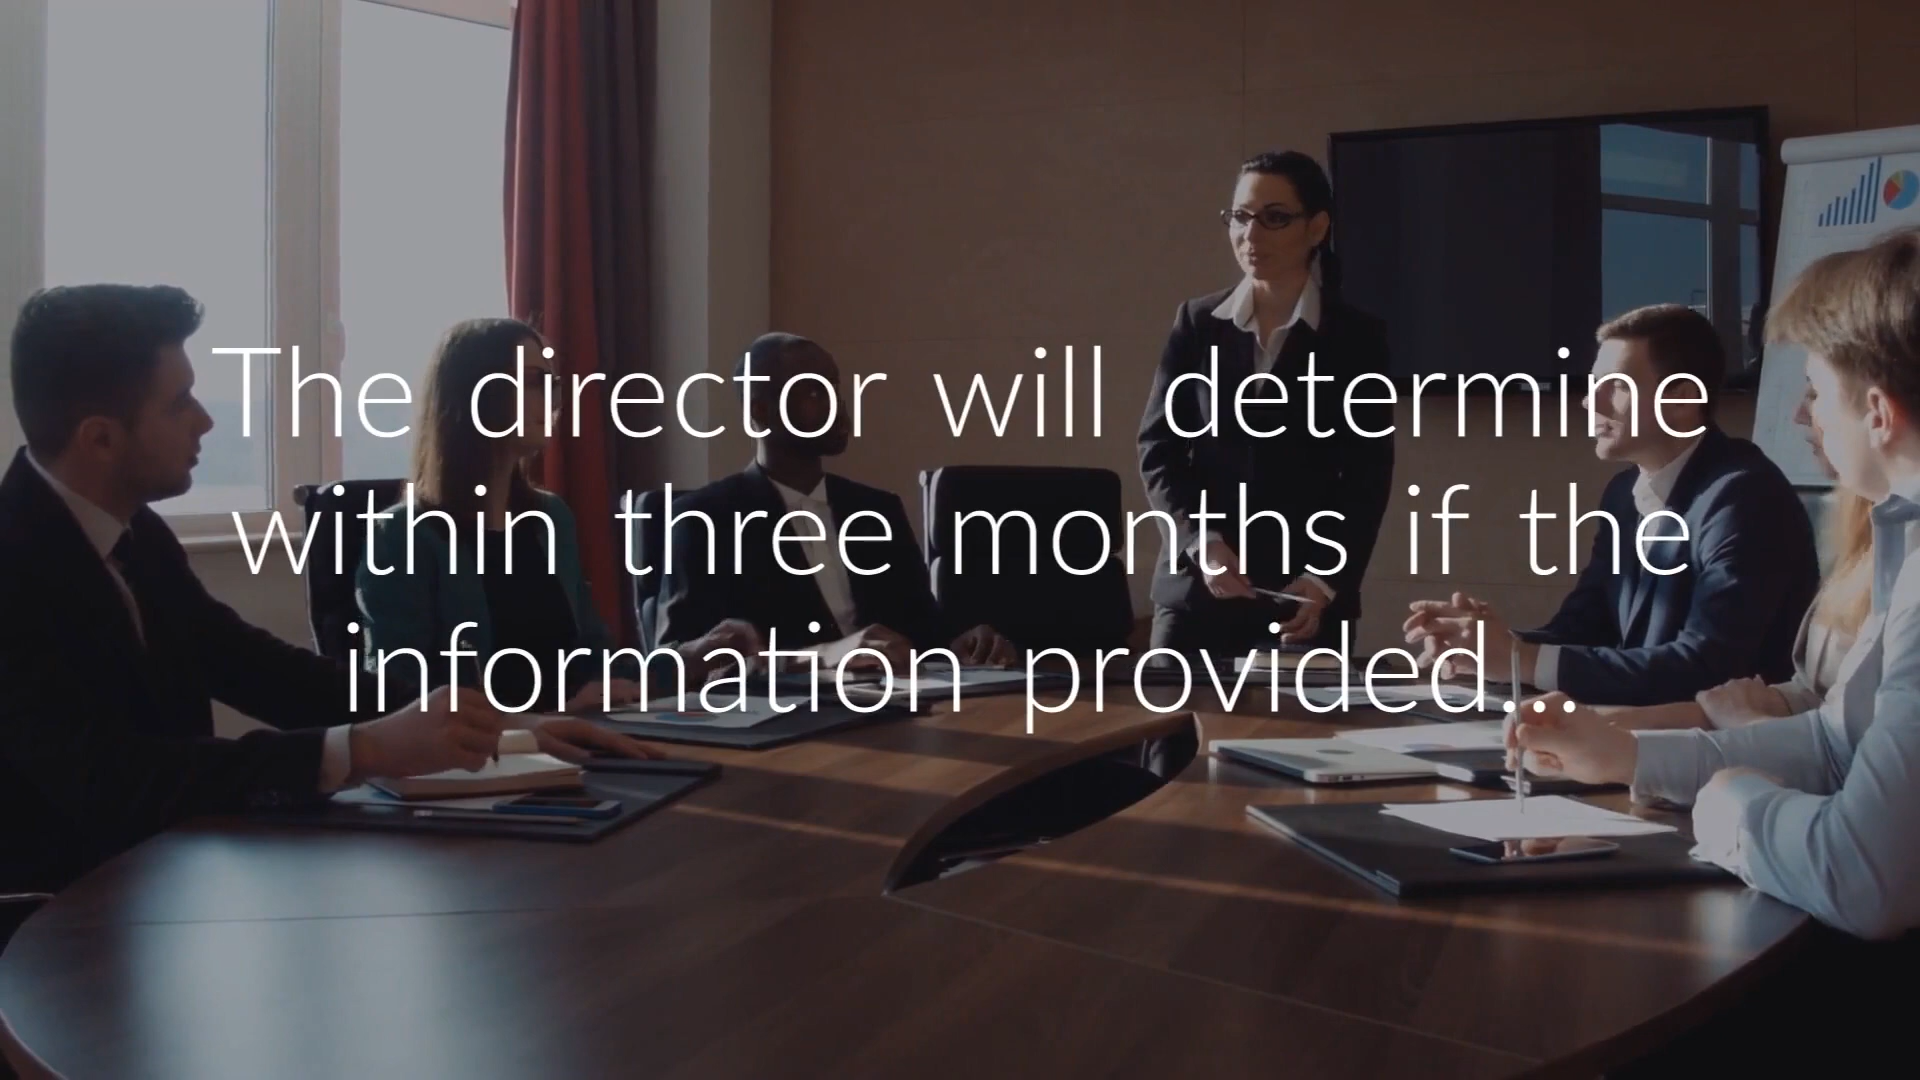 The director will determine
within three months if the
information provided...